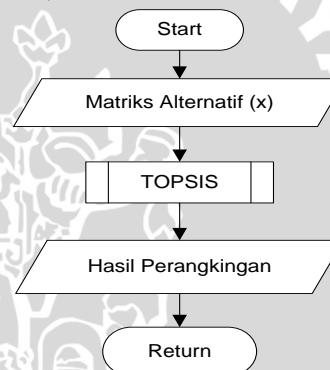 Start
Matriks Alternatif (x)
TOPSIS
Hasil Perangkingan
Return